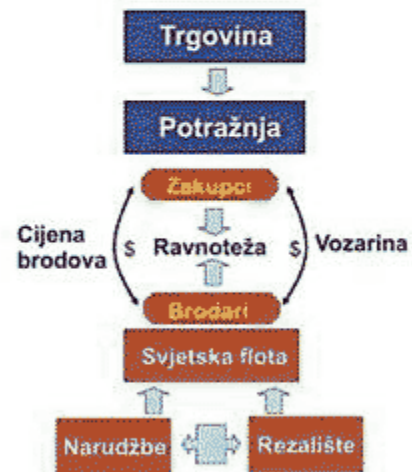 Trgovina
Potražnja
Zakupci
Cijena
brodova
$
Ravnoteža
$
Vozarina
Brodari
Svjetska flota
Narudžbe
Rezalište